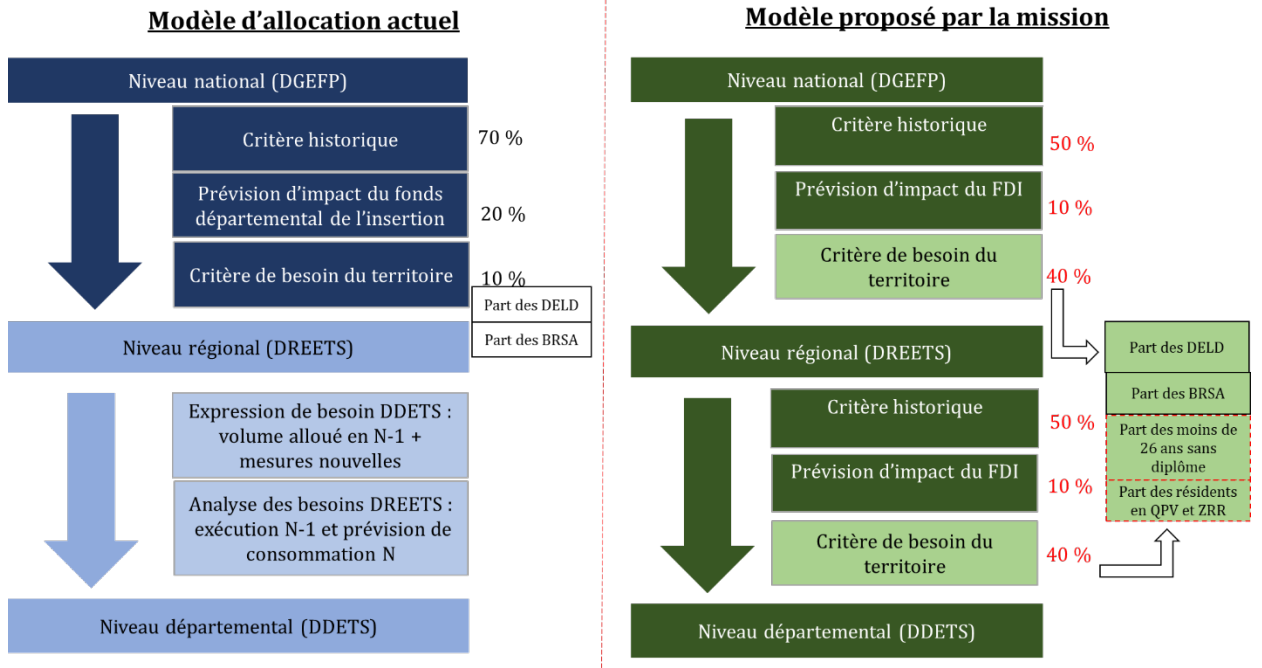 Modèle d'allocation actuel
Niveau national (DGEFP)
Critère historique
70 %
Prévision d'impact du fonds
départemental de l'insertion
20 %
Critère de besoin du territoire
10 %
Part des DELD
Part des BRSA
Niveau régional (DREETS)
Expression de besoin DDETS :
volume alloué en N-1 +
mesures nouvelles
Analyse des besoins DREETS :
exécution N-1 et prévision de
consommation N
Niveau départemental (DDETS)
Modèle proposé par la mission
Niveau national (DGEFP)
Critère historique
50 %
Prévision d'impact du FDI
10 %
Critère de besoin du
territoire
40 %
Niveau régional (DREETS)
Part des DELD
Part des BRSA
Part des moins de
26 ans sans
diplôme
Part des résidents
en QPV et ZRR
Critère historique
50 %
Prévision d'impact du FDI
10 %
Critère de besoin du
territoire
40 %
Niveau départemental (DDETS)